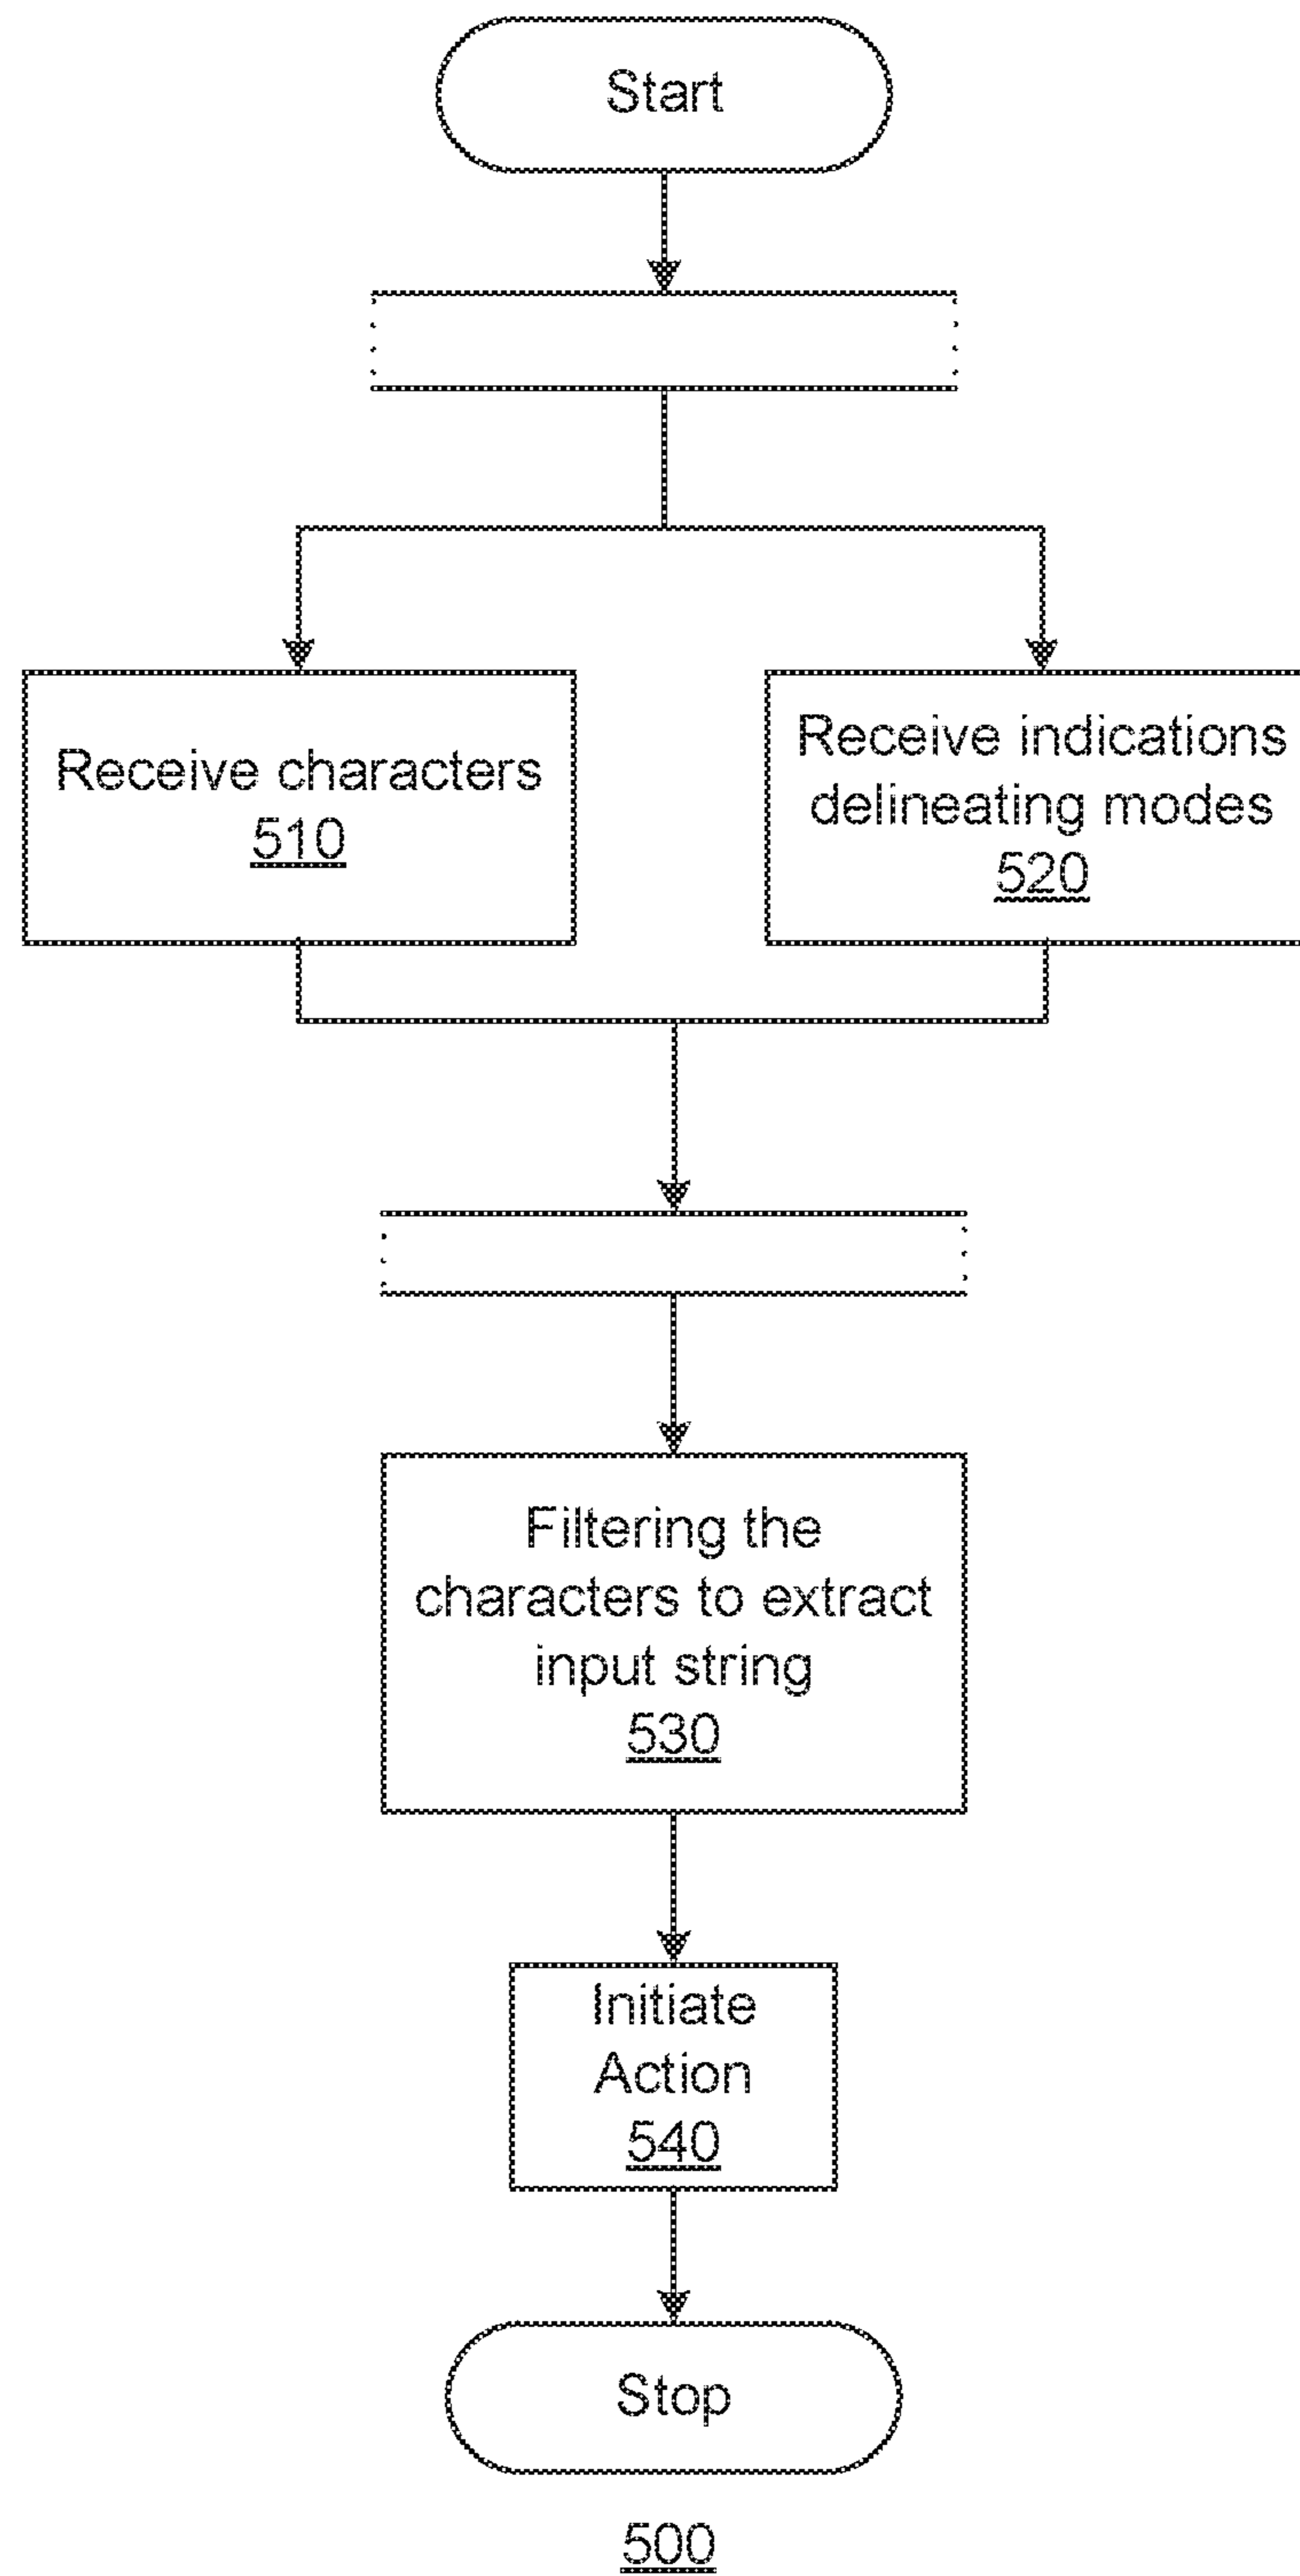 Start
Receive characters
510
Receive indications
delineating modes
520
Filtering the
characters to extract
input string
530
Initiate
Action
540
Stop
500